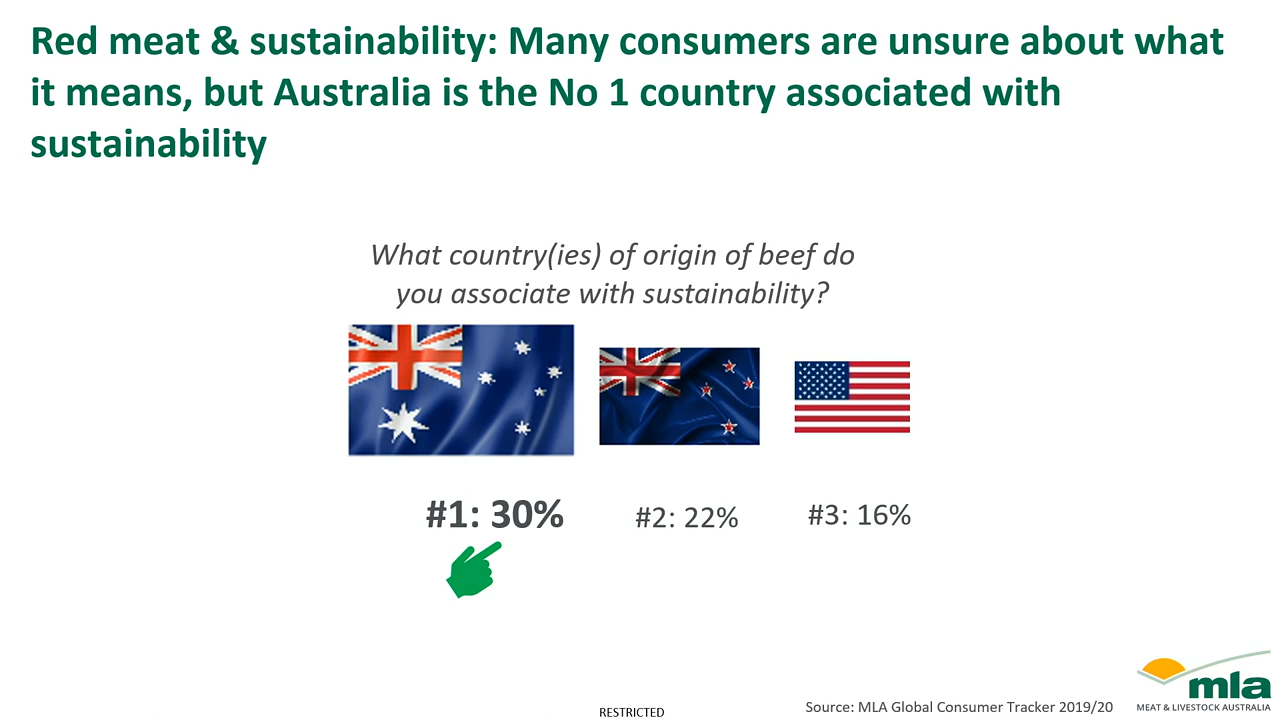 Red meat & sustainability: Many consumers are unsure about what
it means, but Australia is the No 1 country associated with
sustainability
What country(ies) of origin of beef do
you associate with sustainability?
#1: 30%
#2: 22%
#3: 16%
mla
MEAT & LIVESTOCK AUSTRALIA
Source: MLA Global Consumer Tracker 2019/20
RESTRICTED